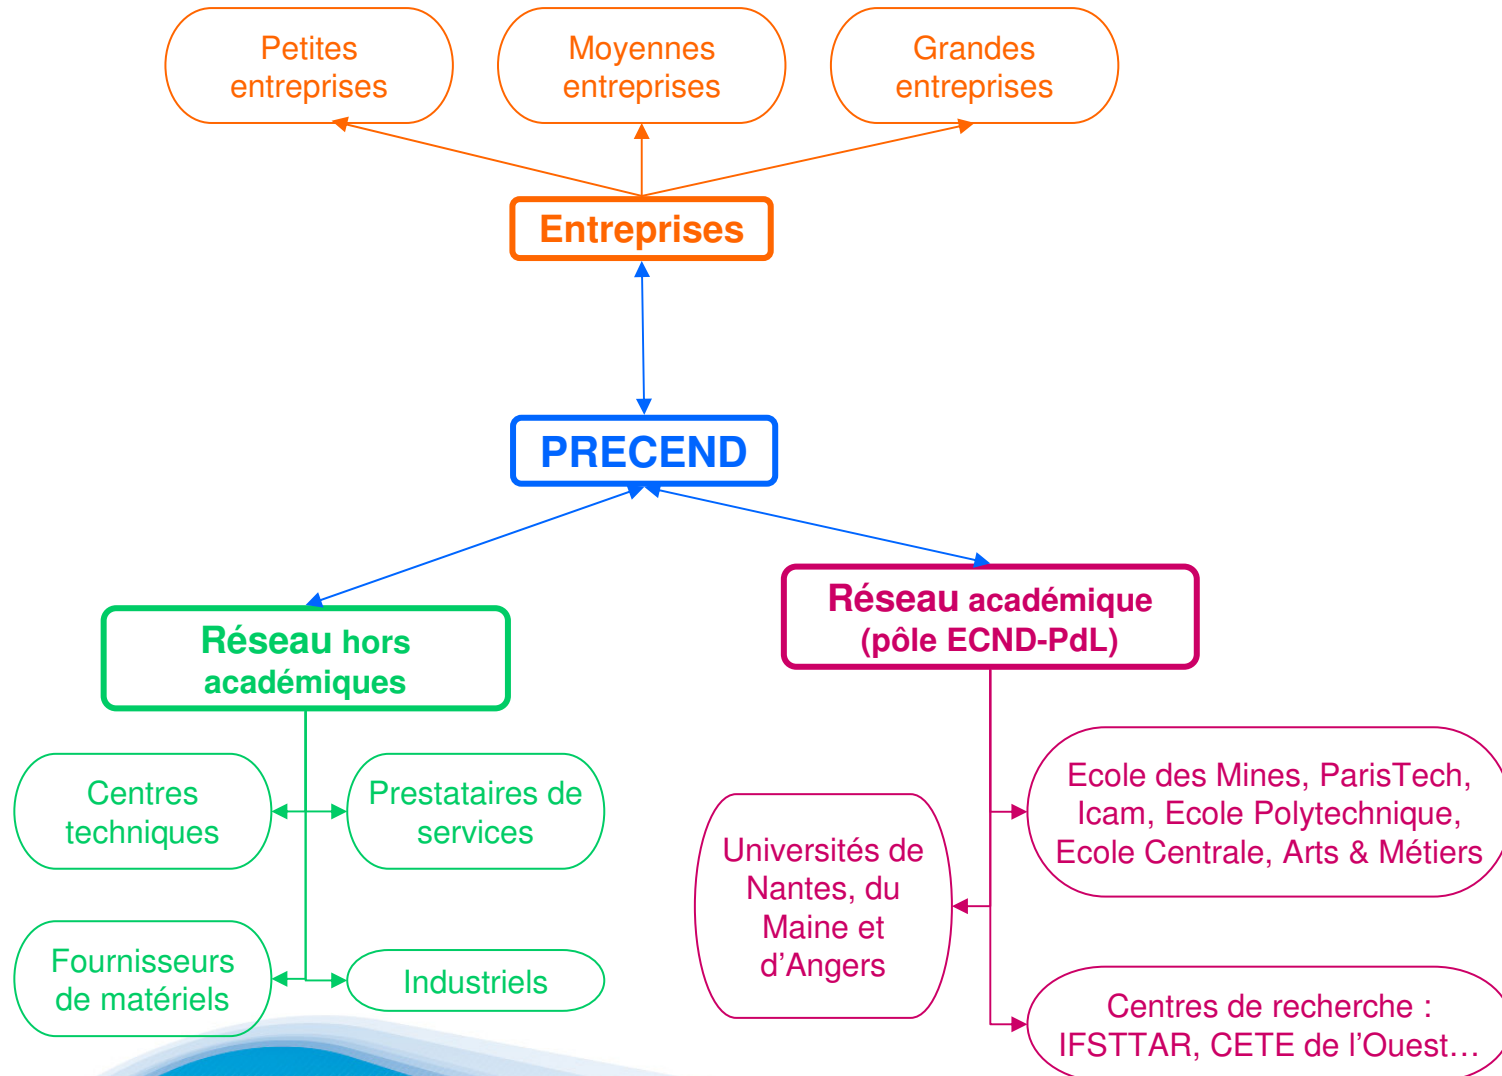 Petites
entreprises
Moyennes
entreprises
Grandes
entreprises
Entreprises
PRECEND
Réseau hors
académiques
Centres
techniques
Prestataires de
services
Fournisseurs
de matériels
Industriels
Réseau académique
(pôle ECND-PdL)
Universités de
Nantes, du
Maine et
d'Angers
Ecole des Mines, ParisTech,
Icam, Ecole Polytechnique,
Ecole Centrale, Arts & Métiers
Centres de recherche :
IFSTTAR, CETE de l'Ouest…